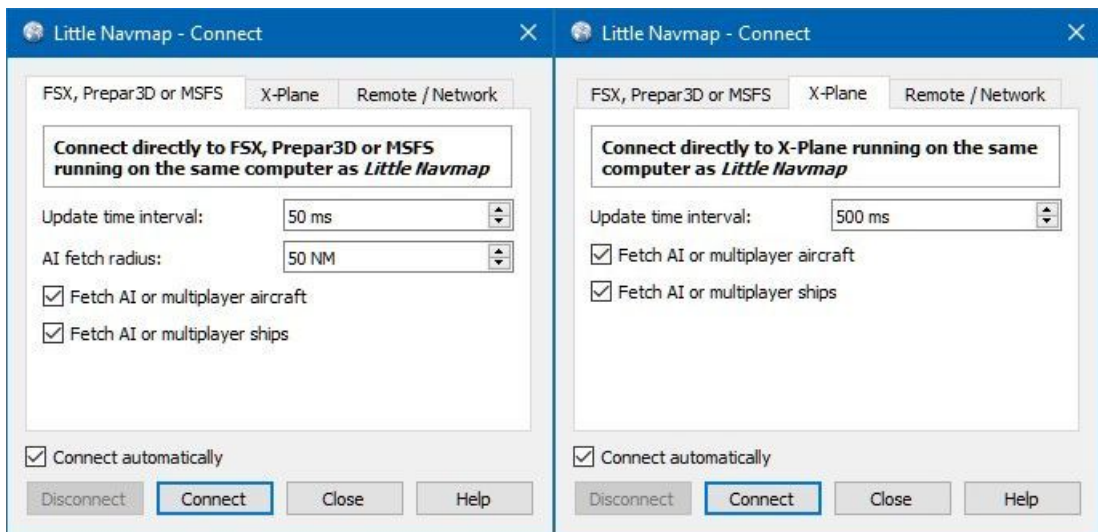 Little Navmap - Connect
FSX, Prepar3D or MSFS X-Plane Remote / Network
Connect directly to FSX, Prepar3D or MSFS
running on the same computer as Little Navmap
Update time interval: 50 ms
AI fetch radius: 50 NM
Fetch AI or multiplayer aircraft
Fetch AI or multiplayer ships
Connect automatically
Disconnect Connect Close Help
Little Navmap - Connect
FSX, Prepar3D or MSFS X-Plane Remote / Network
Connect directly to X-Plane running on the same
computer as Little Navmap
Update time interval: 500 ms
Fetch AI or multiplayer aircraft
Fetch AI or multiplayer ships
Connect automatically
Disconnect Connect Close Help